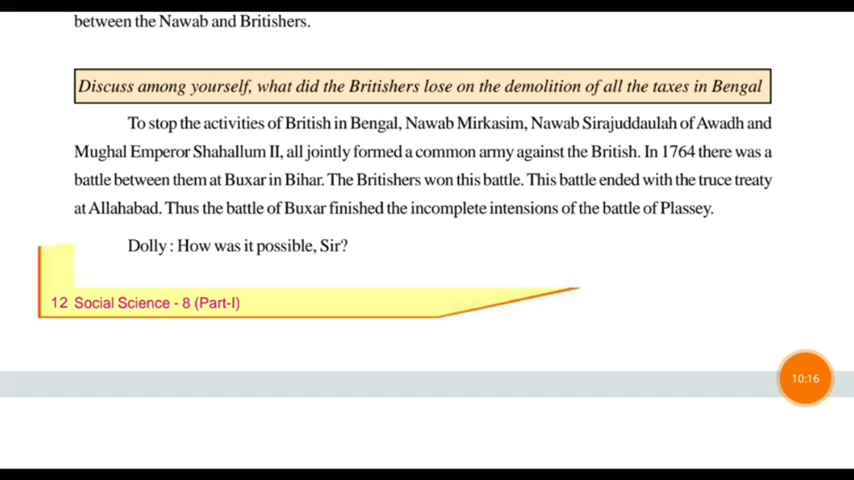 between the Nawab and Britishers.
Discuss among yourself, what did the Britishers lose on the demolition of all the taxes in Bengal
To stop the activities of British in Bengal, Nawab Mirkasim, Nawab Sirajuddaulah of Awadh and
Mughal Emperor Shahallum II, all jointly formed a common army against the British. In 1764 there was a
battle between them at Buxar in Bihar. The Britishers won this battle. This battle ended with the truce treaty
at Allahabad. Thus the battle of Buxar finished the incomplete intensions of the battle of Plassey.
Dolly : How was it possible, Sir?
12 Social Science - 8 (Part-I)
10:16